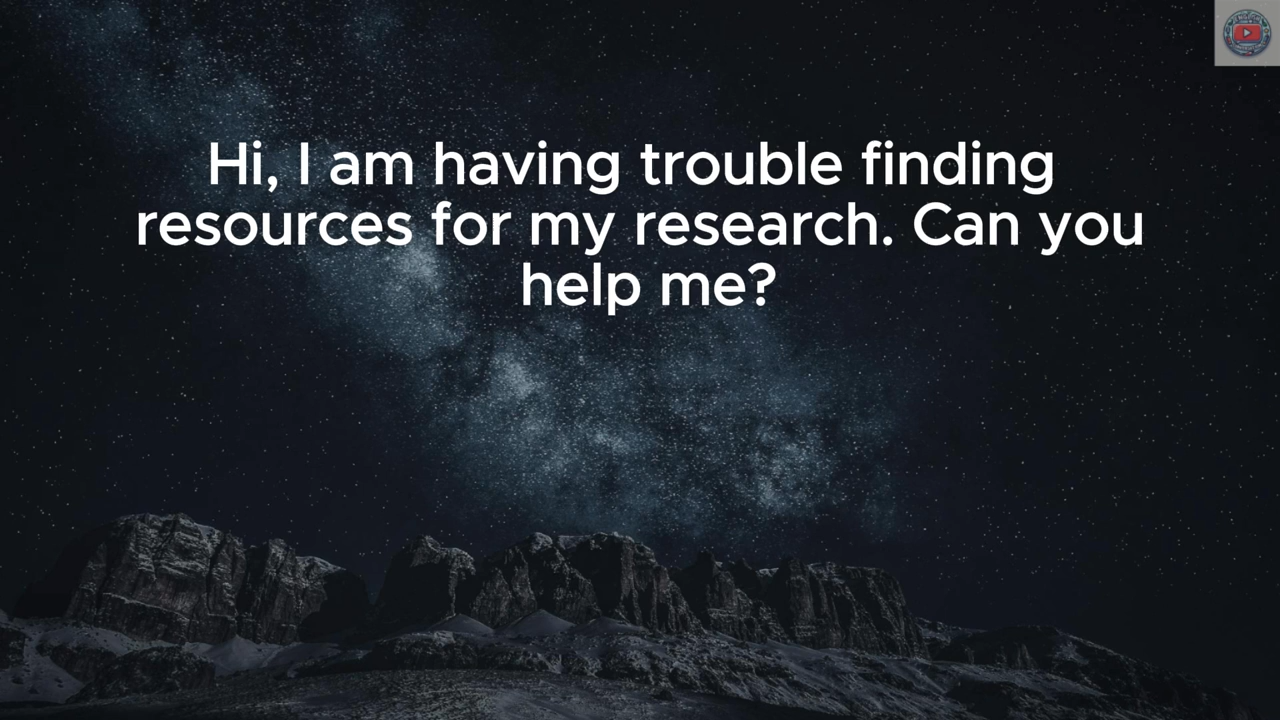 Hi, I am having trouble finding
resources for my research. Can you
help me?